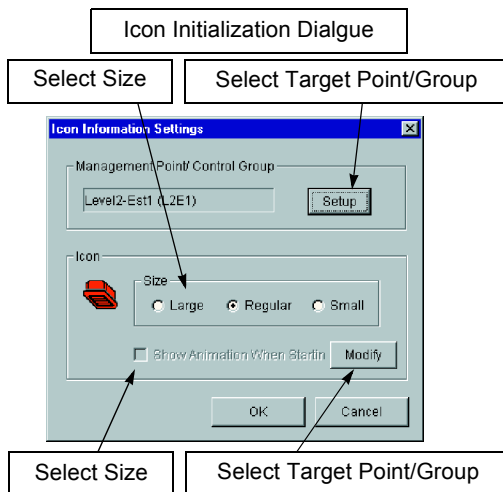 Icon Initialization Dialgue
Select Size
Select Target Point/Group
Icon Information Settings
Management Point/ Control Group
Level2-Est1 (L2E1)
Setup
Icon
Size
Large
Regular
Small
Show Animation When Startin
Modify
OK
Cancel
Select Size
Select Target Point/Group